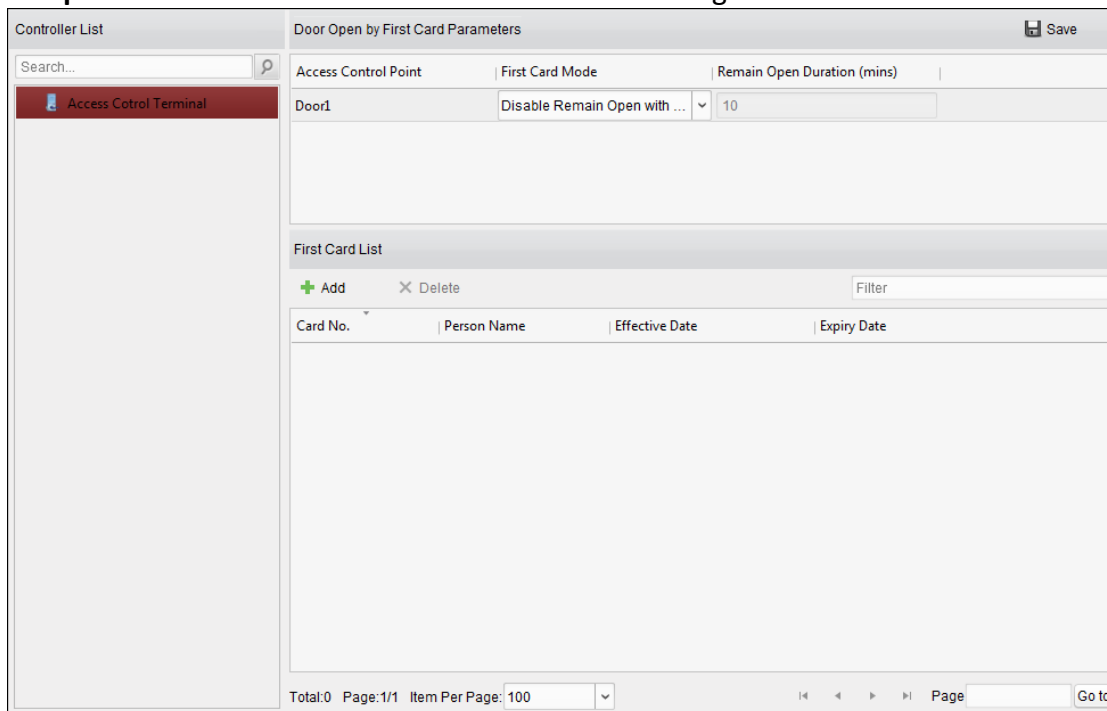 Controller List
Door Open by First Card Parameters
Save
Search...
Access Control Point
First Card Mode
Remain Open Duration (mins)
Access Cotrol Terminal
Door1
Disable Remain Open with ...
10
First Card List
Add
Delete
Filter
Card No.
Person Name
Effective Date
Expiry Date
Total:0 Page:1/1 Item Per Page: 100
Page
Go to